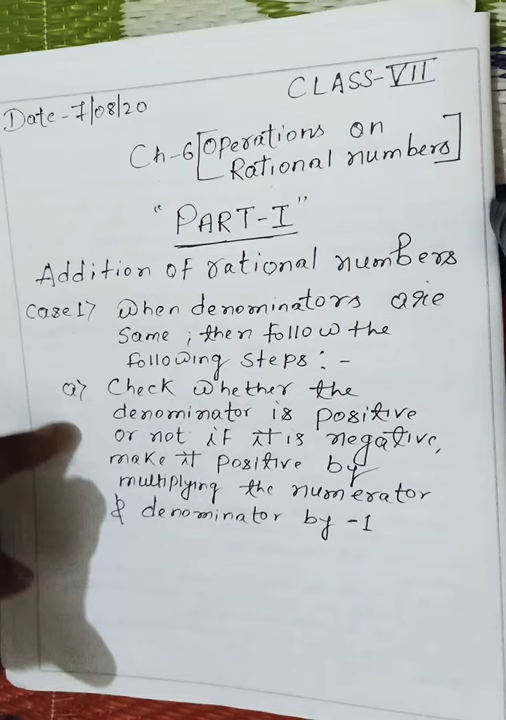 CLASS-VII
Date-7/08/20
Ch-6[Operations on
Rational numbers]
"PART-I"
Addition of rational numbers
Case 1> When denominators are
Same ; then follow the
following steps : -
a> Check whether the
denominator is positive
or not if it is negative,
make it positive by
multiplying the numerator
& denominator by -1